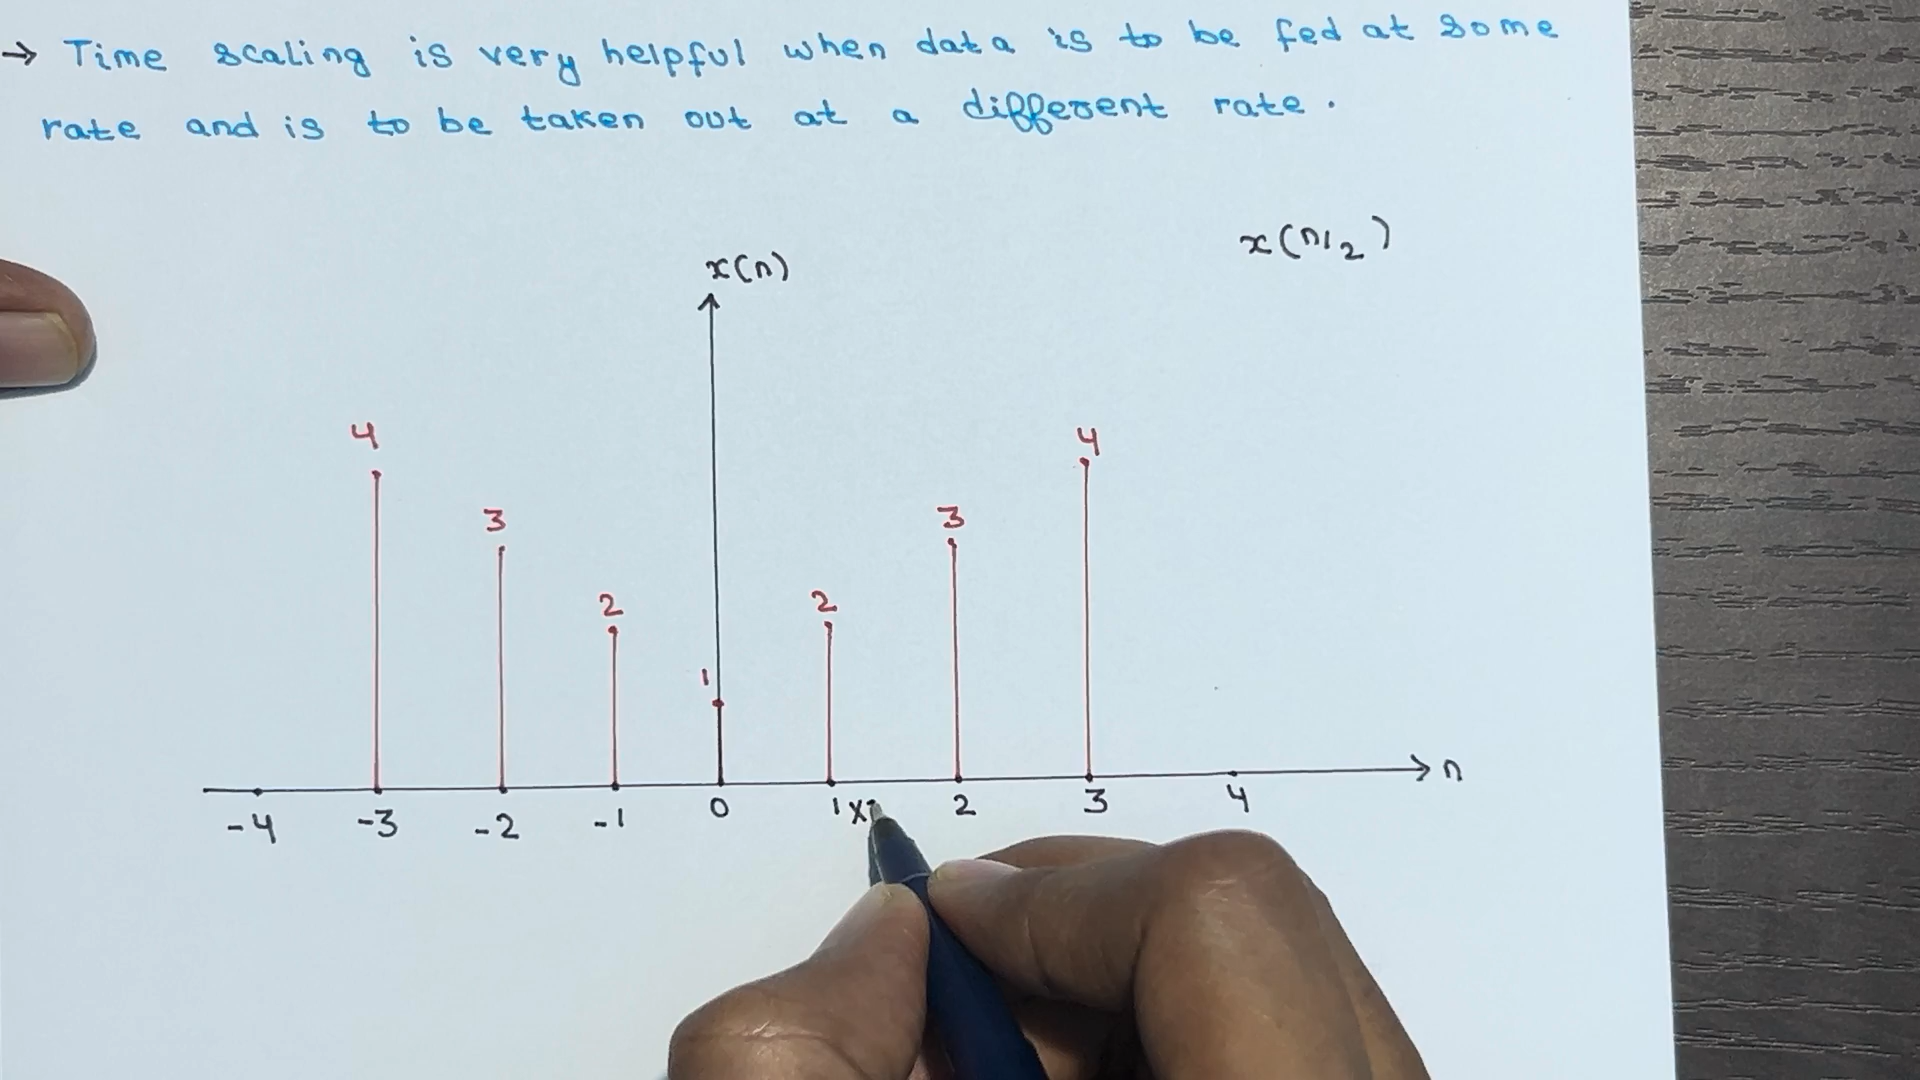 → Time scaling is very helpful when data is to be fed at some
rate and is to be taken out at a different rate.
x(n/2)
x(n)
4
4
3
3
2
2
1
n
-4 -3 -2 -1 0 1x 2 3 4